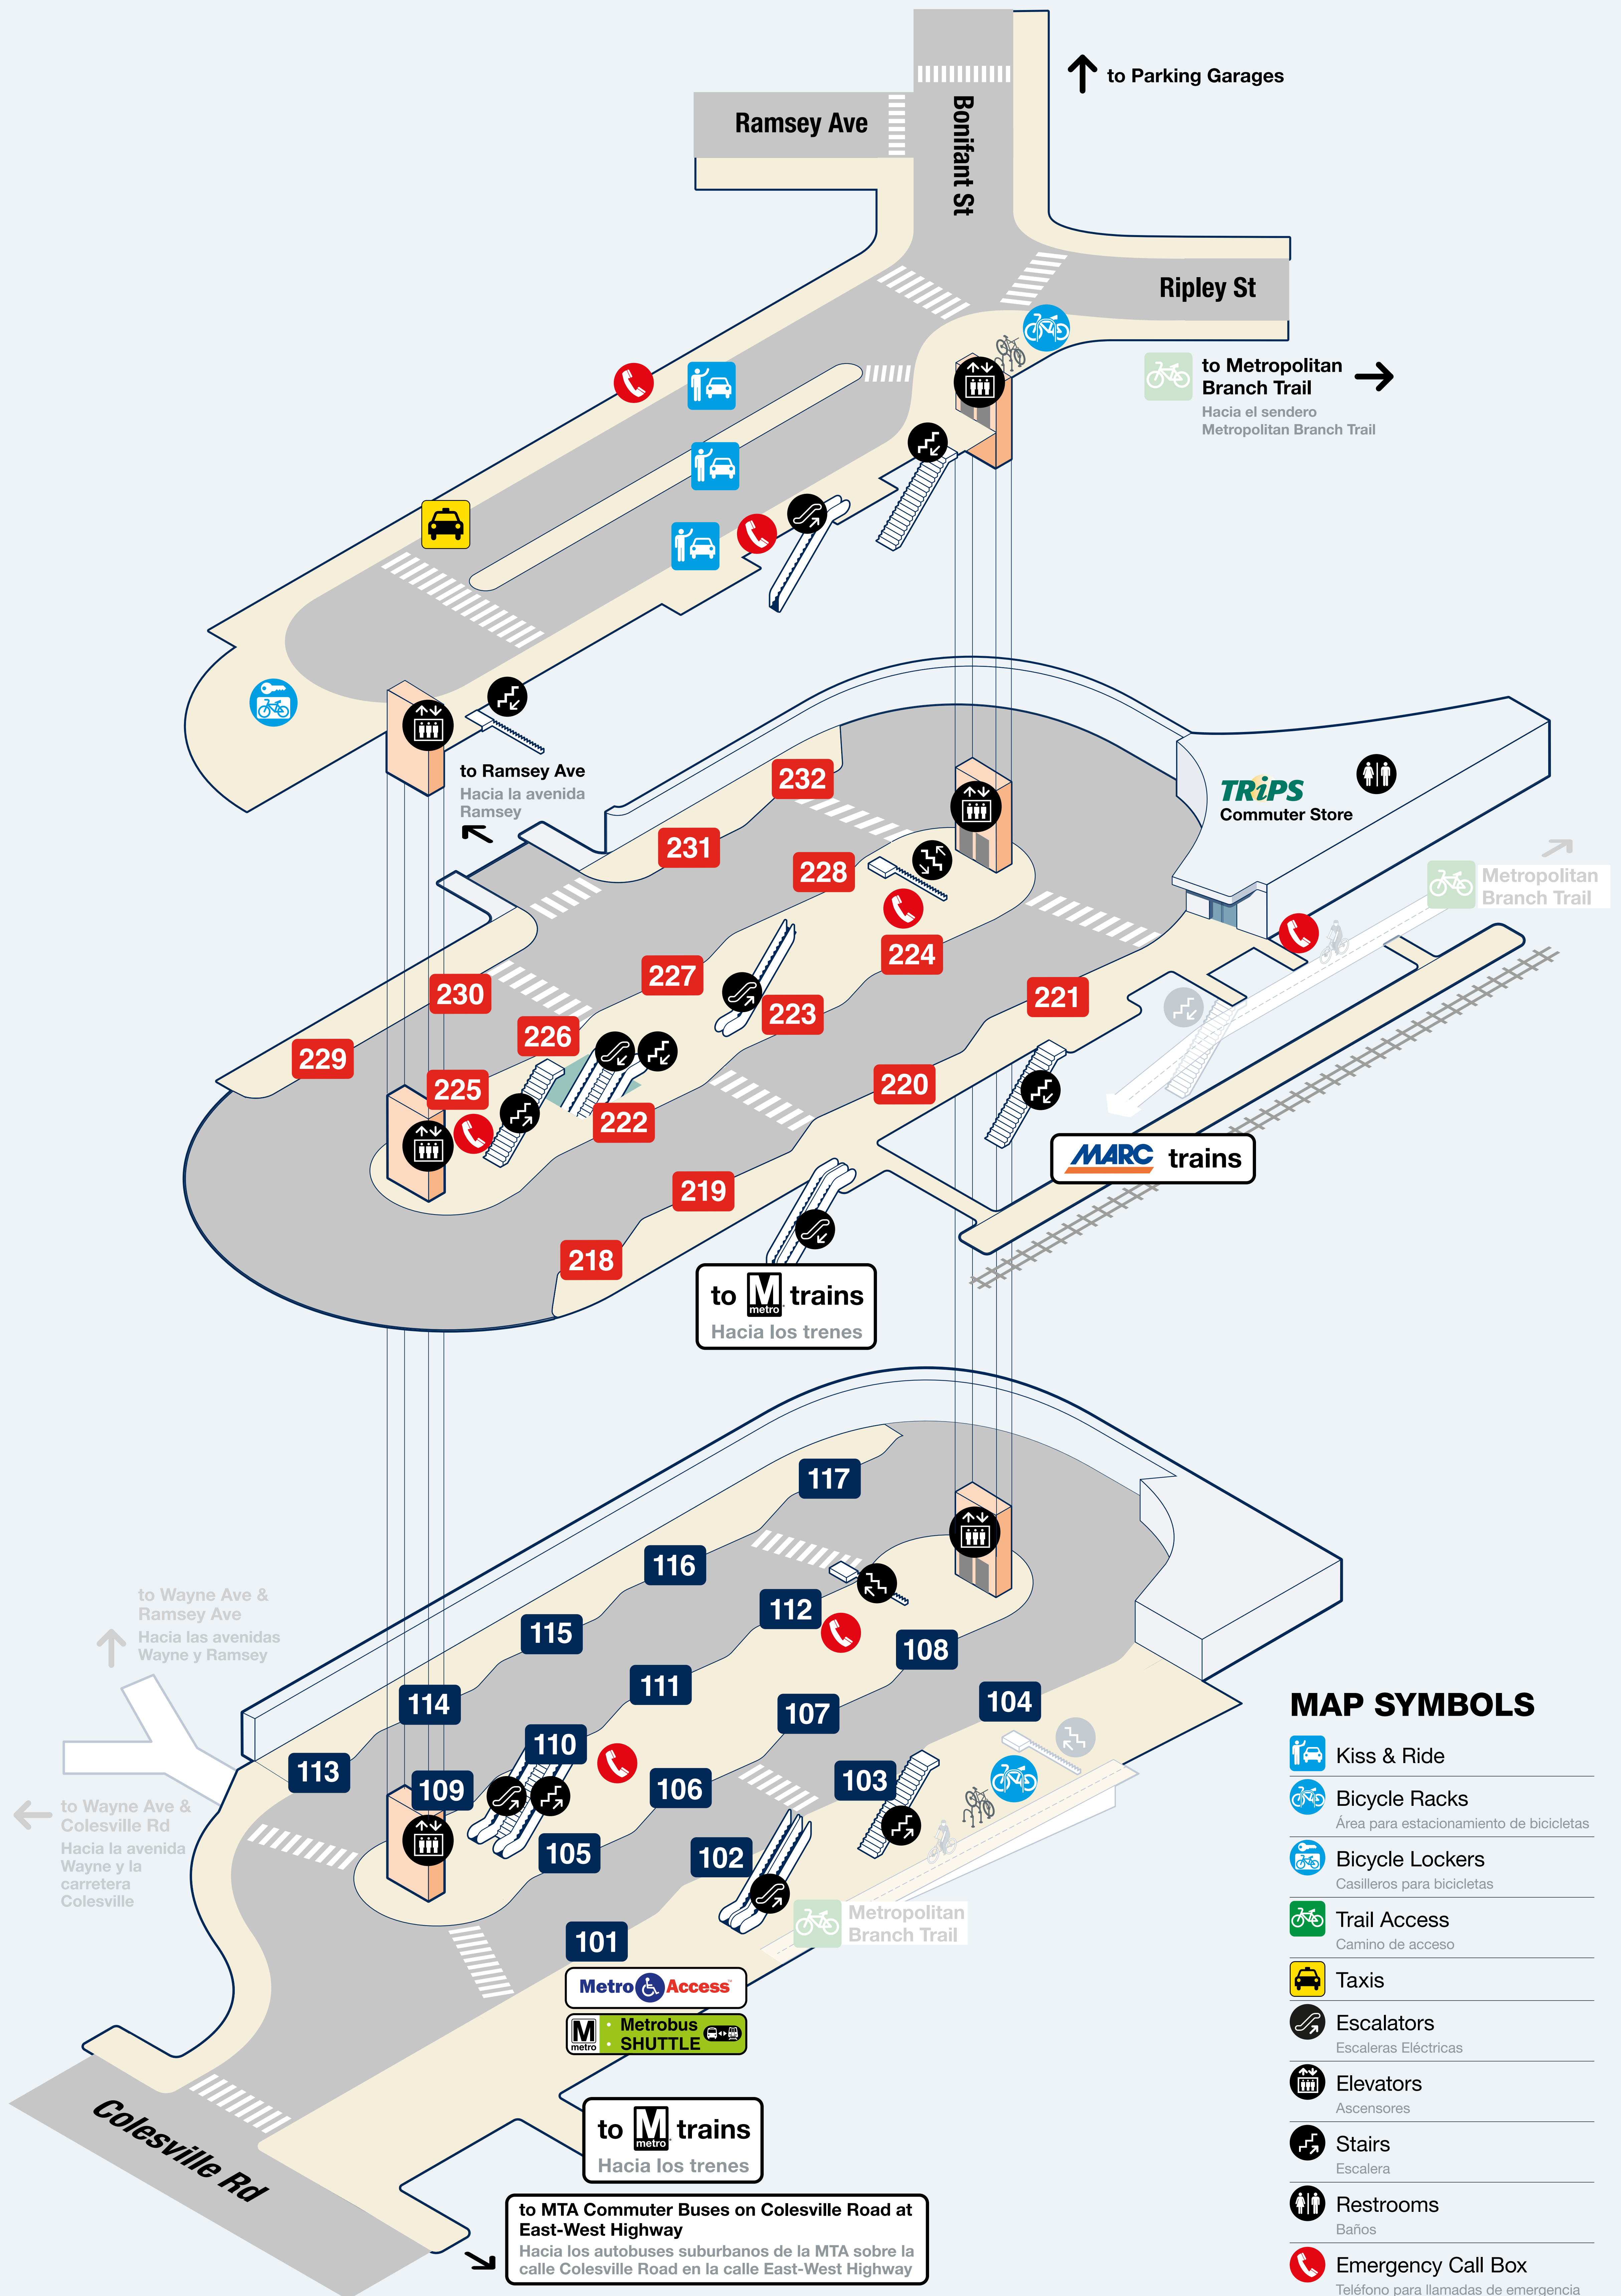 to Parking Garages
Ramsey Ave
Bonifant St
Ripley St
to Metropolitan
Branch Trail
Hacia el sendero
Metropolitan Branch Trail
to Ramsey Ave
Hacia la avenida
Ramsey
232
231
228
TRiPS
Commuter Store
Metropolitan
Branch Trail
224
227
230
223
221
226
229
225
220
222
MARC trains
219
218
to M metro trains
Hacia los trenes
117
116
112
115
108
111
114
104
107
110
113
109
106
103
105
102
101
to Wayne Ave &
Ramsey Ave
Hacia las avenidas
Wayne y Ramsey
to Wayne Ave &
Colesville Rd
Hacia la avenida
Wayne y la
carretera
Colesville
Metropolitan
Branch Trail
Metro Access
M metro
• Metrobus
• SHUTTLE
Colesville Rd
to M metro trains
Hacia los trenes
to MTA Commuter Buses on Colesville Road at
East-West Highway
Hacia los autobuses suburbanos de la MTA sobre la
calle Colesville Road en la calle East-West Highway
MAP SYMBOLS
Kiss & Ride
Bicycle Racks
Área para estacionamiento de bicicletas
Bicycle Lockers
Casilleros para bicicletas
Trail Access
Camino de acceso
Taxis
Escalators
Escaleras Eléctricas
Elevators
Ascensores
Stairs
Escalera
Restrooms
Baños
Emergency Call Box
Teléfono para llamadas de emergencia